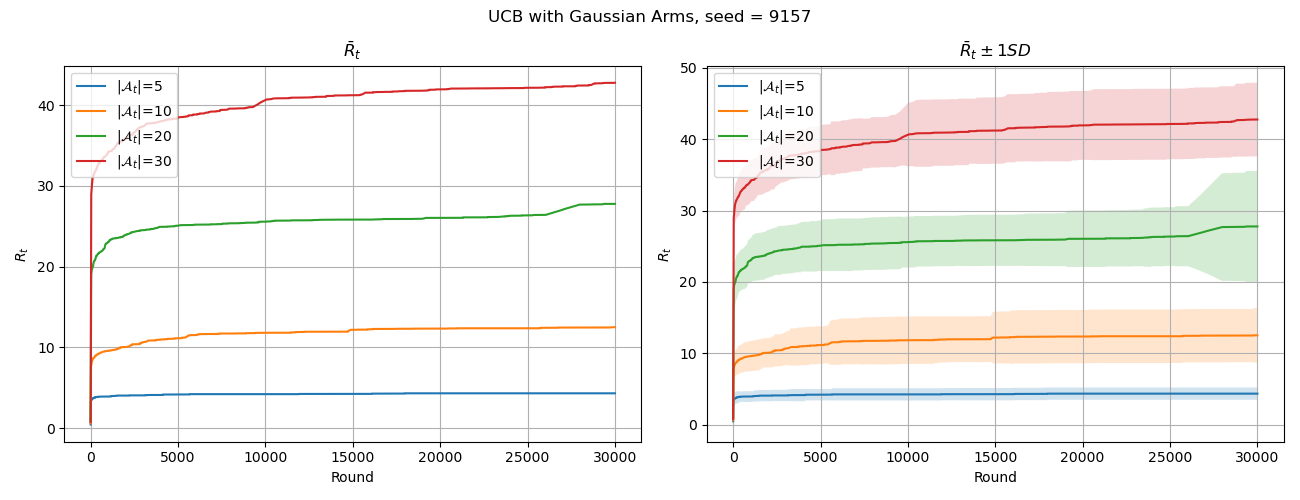 UCB with Gaussian Arms, seed = 9157
R̄ₜ
R̄ₜ ± 1SD
|𝒜ₜ|=5
|𝒜ₜ|=10
|𝒜ₜ|=20
|𝒜ₜ|=30
|𝒜ₜ|=5
|𝒜ₜ|=10
|𝒜ₜ|=20
|𝒜ₜ|=30
Rₜ
40
30
20
10
0
0 5000 10000 15000 20000 25000 30000
Round
Rₜ
50
40
30
20
10
0
0 5000 10000 15000 20000 25000 30000
Round